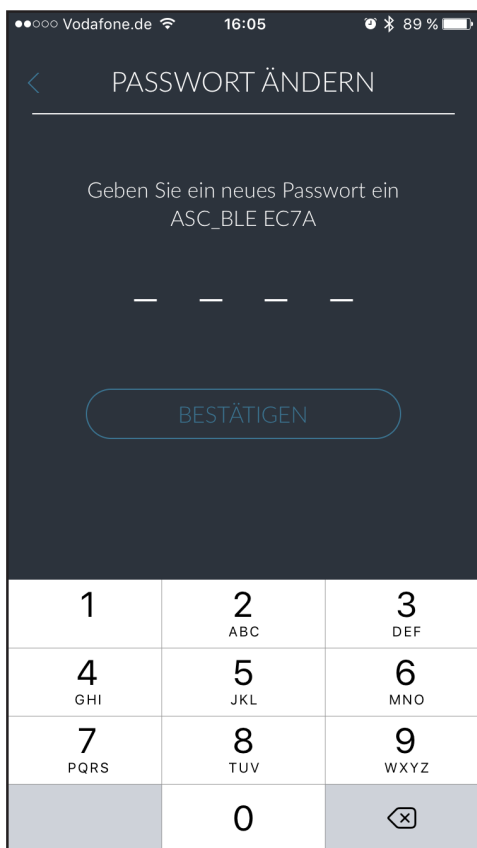 Vodafone.de 16:05 89 %
PASSWORT ÄNDERN
Geben Sie ein neues Passwort ein
ASC_BLE EC7A
BESTÄTIGEN
1 2 3
ABC DEF
4 5 6
GHI JKL MNO
7 8 9
PQRS TUV WXYZ
0